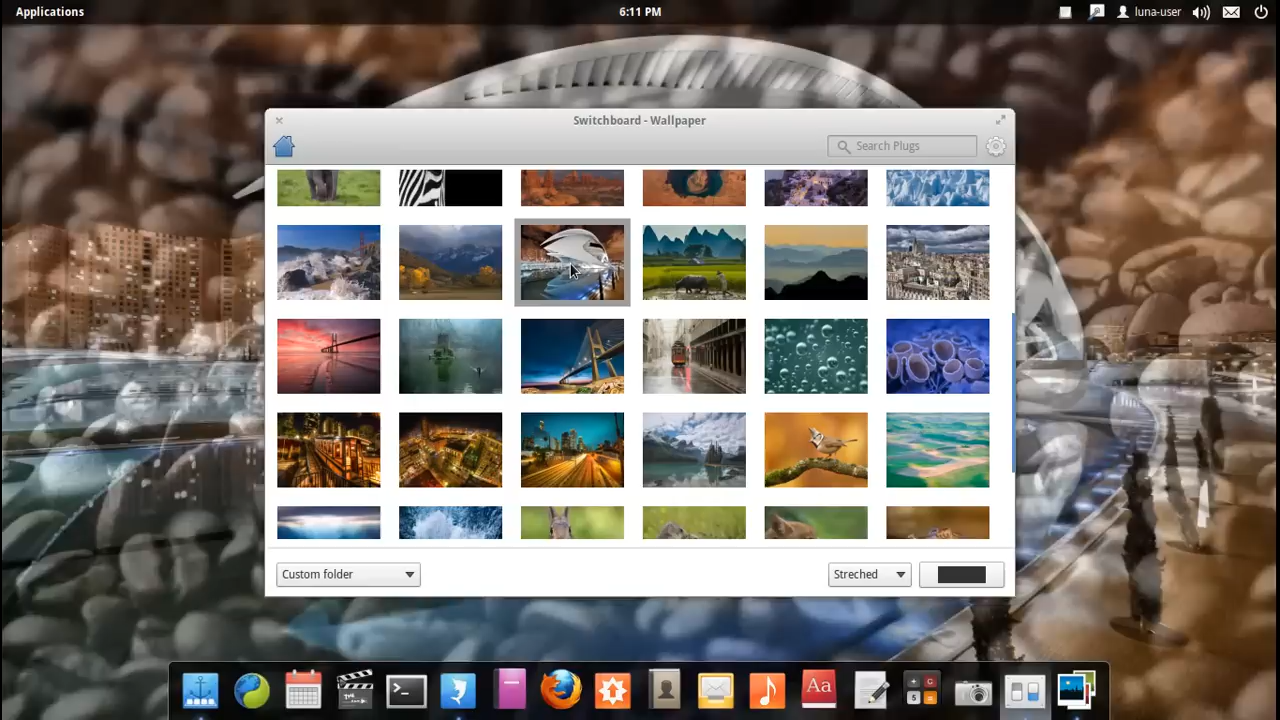 Applications
6:11 PM
luna-user
Switchboard - Wallpaper
Search Plugs
Custom folder
Streched
Aa